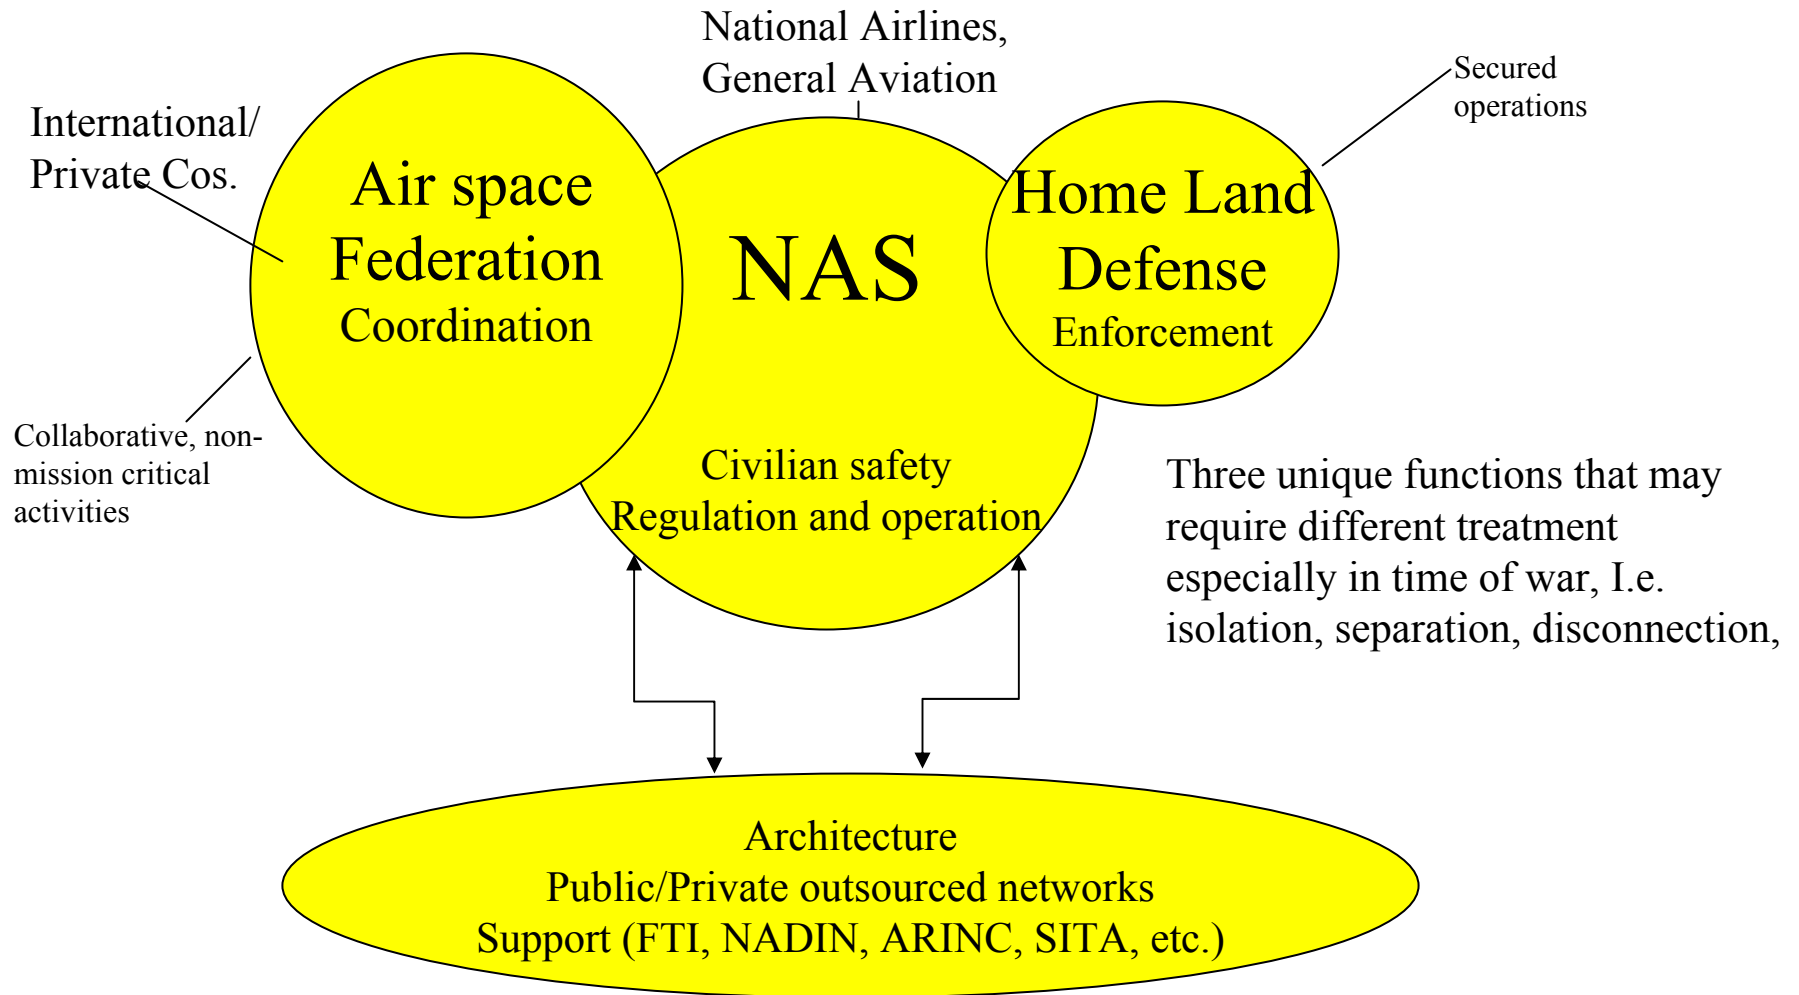 National Airlines,
General Aviation
Secured
operations
International/
Private Cos.
Air space
Federation
Coordination
NAS
Home Land
Defense
Enforcement
Collaborative, non-
mission critical
activities
Civilian safety
Regulation and operation
Three unique functions that may
require different treatment
especially in time of war, I.e.
isolation, separation, disconnection,
Architecture
Public/Private outsourced networks
Support (FTI, NADIN, ARINC, SITA, etc.)